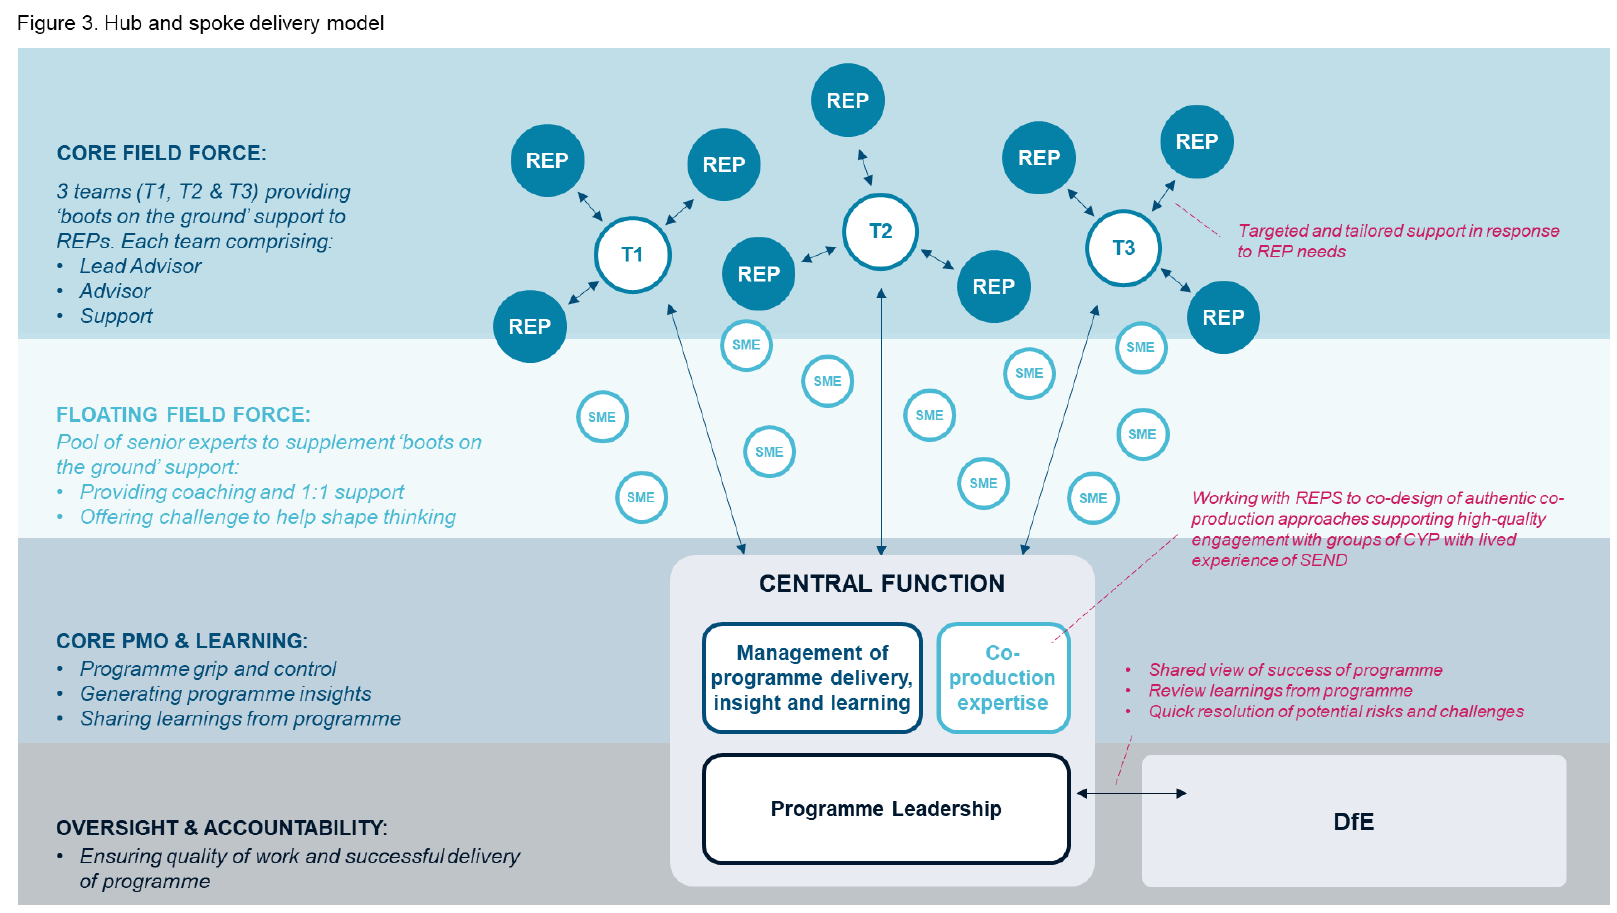 Figure 3. Hub and spoke delivery model
CORE FIELD FORCE:
3 teams (T1, T2 & T3) providing
‘boots on the ground’ support to
REPs. Each team comprising:
• Lead Advisor
• Advisor
• Support
REP
REP
REP
T1
REP
REP
REP
T2
REP
REP
REP
T3
Targeted and tailored support in response
to REP needs
FLOATING FIELD FORCE:
Pool of senior experts to supplement ‘boots on
the ground’ support:
• Providing coaching and 1:1 support
• Offering challenge to help shape thinking
SME
SME
SME
SME
SME
SME
SME
SME
SME
SME
SME
Working with REPS to co-design of authentic co-
production approaches supporting high-quality
engagement with groups of CYP with lived
experience of SEND
CORE PMO & LEARNING:
• Programme grip and control
• Generating programme insights
• Sharing learnings from programme
CENTRAL FUNCTION
Management of
programme delivery,
insight and learning
Co-
production
expertise
• Shared view of success of programme
• Review learnings from programme
• Quick resolution of potential risks and challenges
OVERSIGHT & ACCOUNTABILITY:
• Ensuring quality of work and successful delivery
of programme
Programme Leadership
DfE